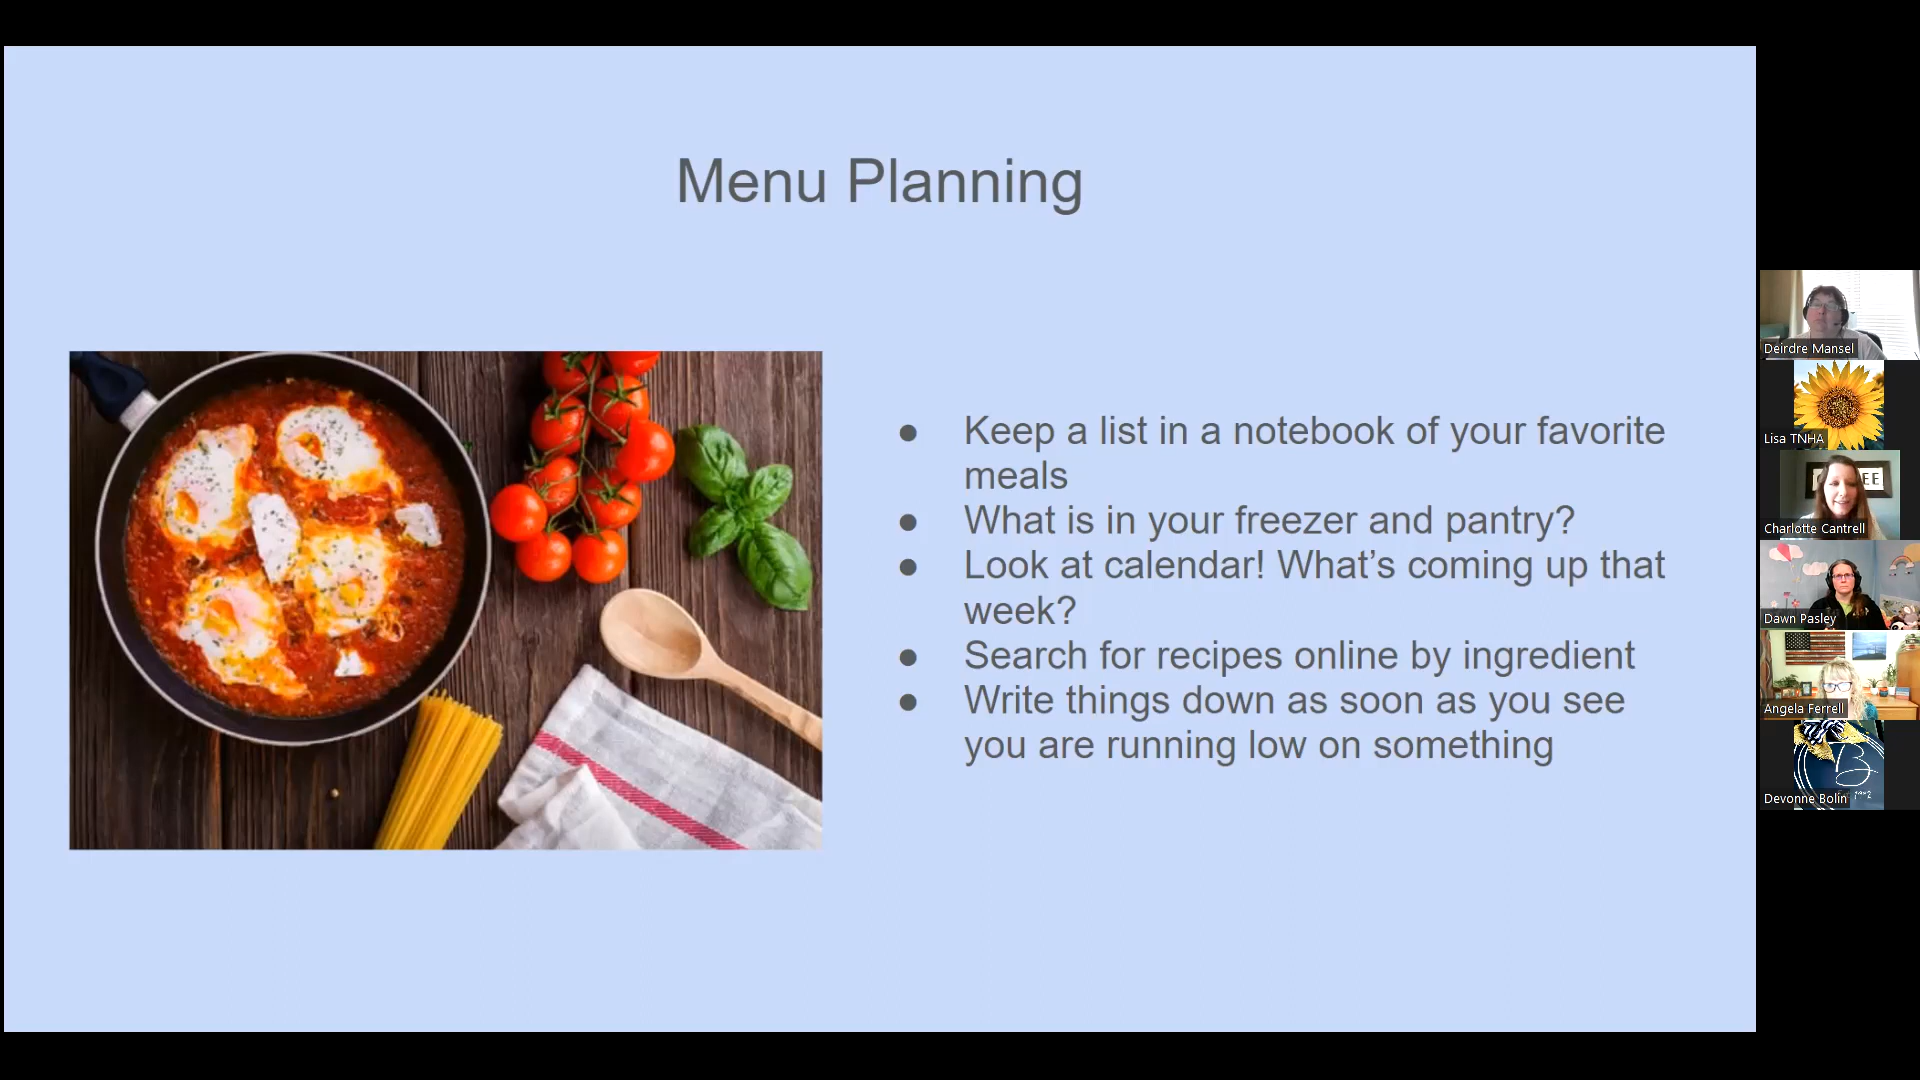 Menu Planning
● Keep a list in a notebook of your favorite
meals
● What is in your freezer and pantry?
● Look at calendar! What’s coming up that
week?
● Search for recipes online by ingredient
● Write things down as soon as you see
you are running low on something
Deirdre Mansel
Lisa TNHA
EE
Charlotte Cantrell
Dawn Pasley
Angela Ferrell
B
Devonne Bolin